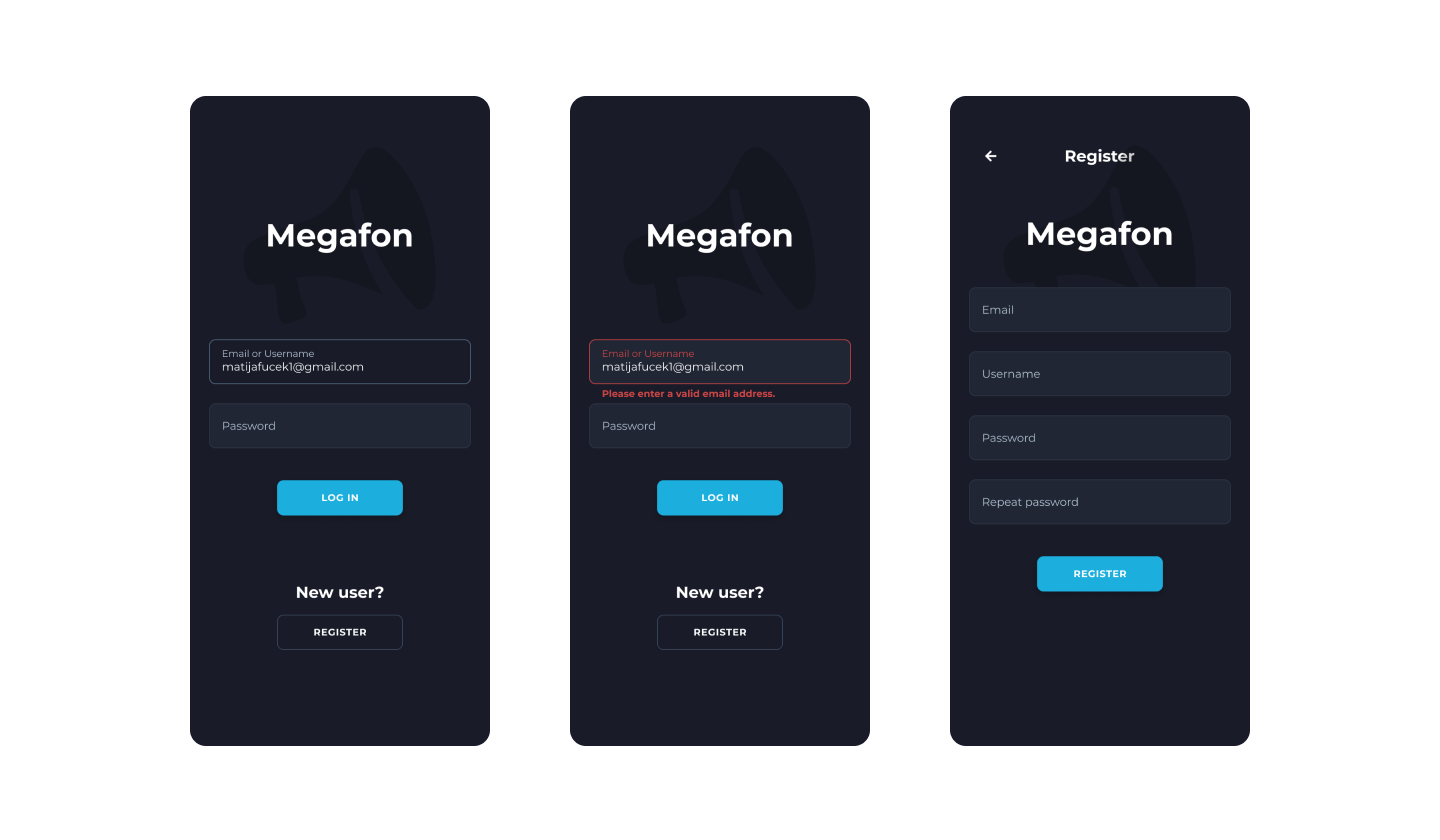 Megafon
Email or Username
matijafucek1@gmail.com
Password
LOG IN
New user?
REGISTER
Megafon
Email or Username
matijafucek1@gmail.com
Please enter a valid email address.
Password
LOG IN
New user?
REGISTER
Register
Megafon
Email
Username
Password
Repeat password
REGISTER